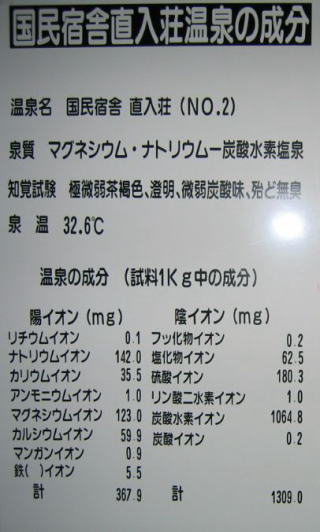 国民宿舎直入荘温泉の成分
温泉名 国民宿舎 直入荘 (NO.2)
泉質 マグネシウム・ナトリウムー炭酸水素塩泉
知覚試験 極微弱茶褐色、澄明、微弱炭酸味、殆ど無臭
泉 温 32.6℃
温泉の成分 (試料1Kg中の成分)
陽イオン(mg) 陰イオン(mg)
リチウムイオン 0.1 フッ化物イオン 0.2
ナトリウムイオン 142.0 塩化物イオン 62.5
カリウムイオン 35.5 硫酸イオン 180.3
アンモニウムイオン 1.0 リン酸二水素イオン 1.0
マグネシウムイオン 123.0 炭酸水素イオン 1064.8
カルシウムイオン 59.9 炭酸イオン 0.2
マンガンイオン 0.9
鉄( )イオン 5.5
計 367.9 計 1309.0